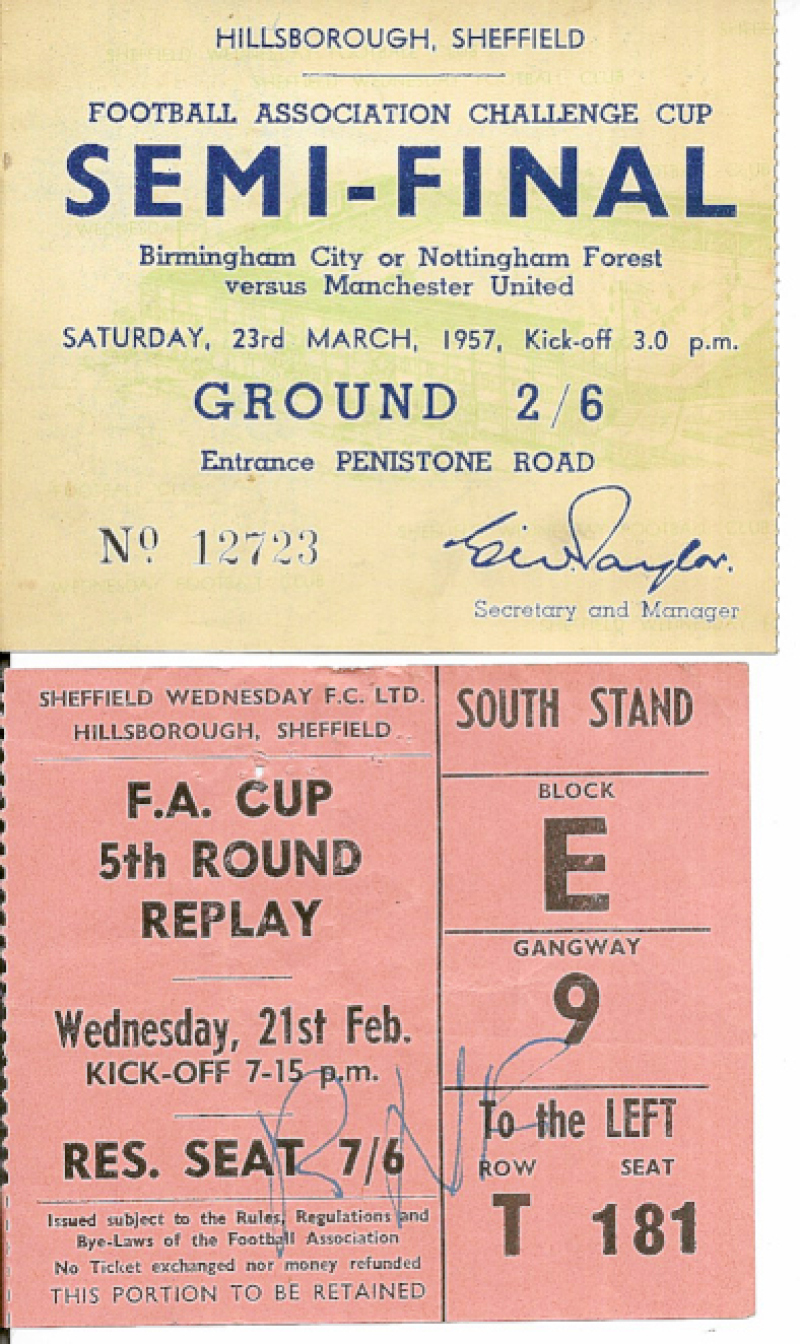 HILLSBOROUGH, SHEFFIELD
FOOTBALL ASSOCIATION CHALLENGE CUP
SEMI-FINAL
Birmingham City or Nottingham Forest
versus Manchester United
SATURDAY, 23rd MARCH, 1957, Kick-off 3.0 p.m.
GROUND 2/6
Entrance PENISTONE ROAD
Nº 12723
Eric W. Taylor.
Secretary and Manager
SHEFFIELD WEDNESDAY F.C. LTD.
HILLSBOROUGH, SHEFFIELD
F.A. CUP
5th ROUND
REPLAY
Wednesday, 21st Feb.
KICK-OFF 7-15 p.m.
RES. SEAT 7/6
Issued subject to the Rules, Regulations and
Bye-Laws of the Football Association
No Ticket exchanged nor money refunded
THIS PORTION TO BE RETAINED
SOUTH STAND
BLOCK
E
GANGWAY
9
To the LEFT
ROW SEAT
T 181